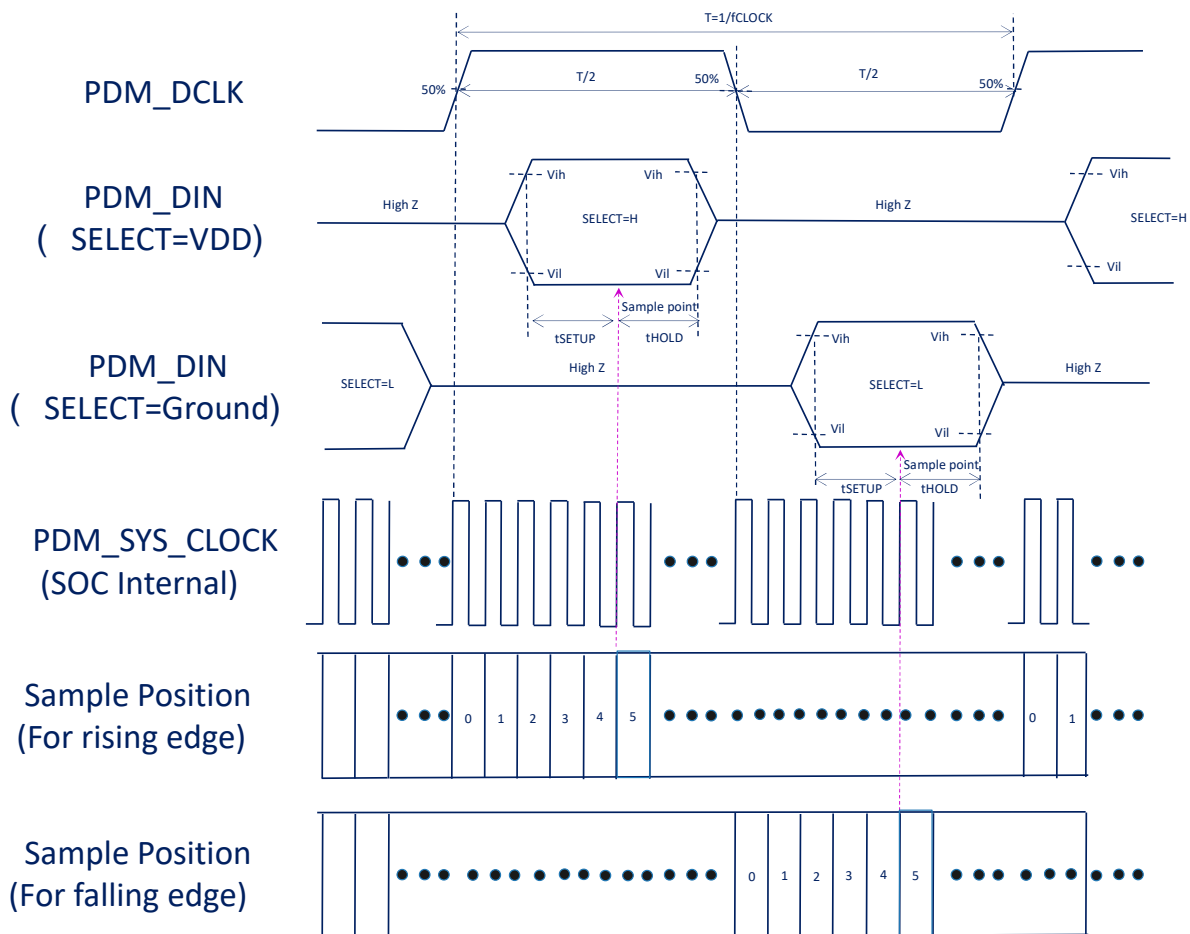 T=1/fCLOCK
PDM_DCLK
50%
T/2
50%
T/2
50%
PDM_DIN
( SELECT=VDD)
High Z
Vih
Vih
SELECT=H
Vil
Vil
High Z
Vih
SELECT=H
Vil
Sample point
tSETUP
tHOLD
PDM_DIN
( SELECT=Ground)
SELECT=L
High Z
Vih
Vih
SELECT=L
Vil
Vil
High Z
Sample point
tSETUP
tHOLD
PDM_SYS_CLOCK
(SOC Internal)
Sample Position
(For rising edge)
0 1 2 3 4 5 0 1
Sample Position
(For falling edge)
0 1 2 3 4 5